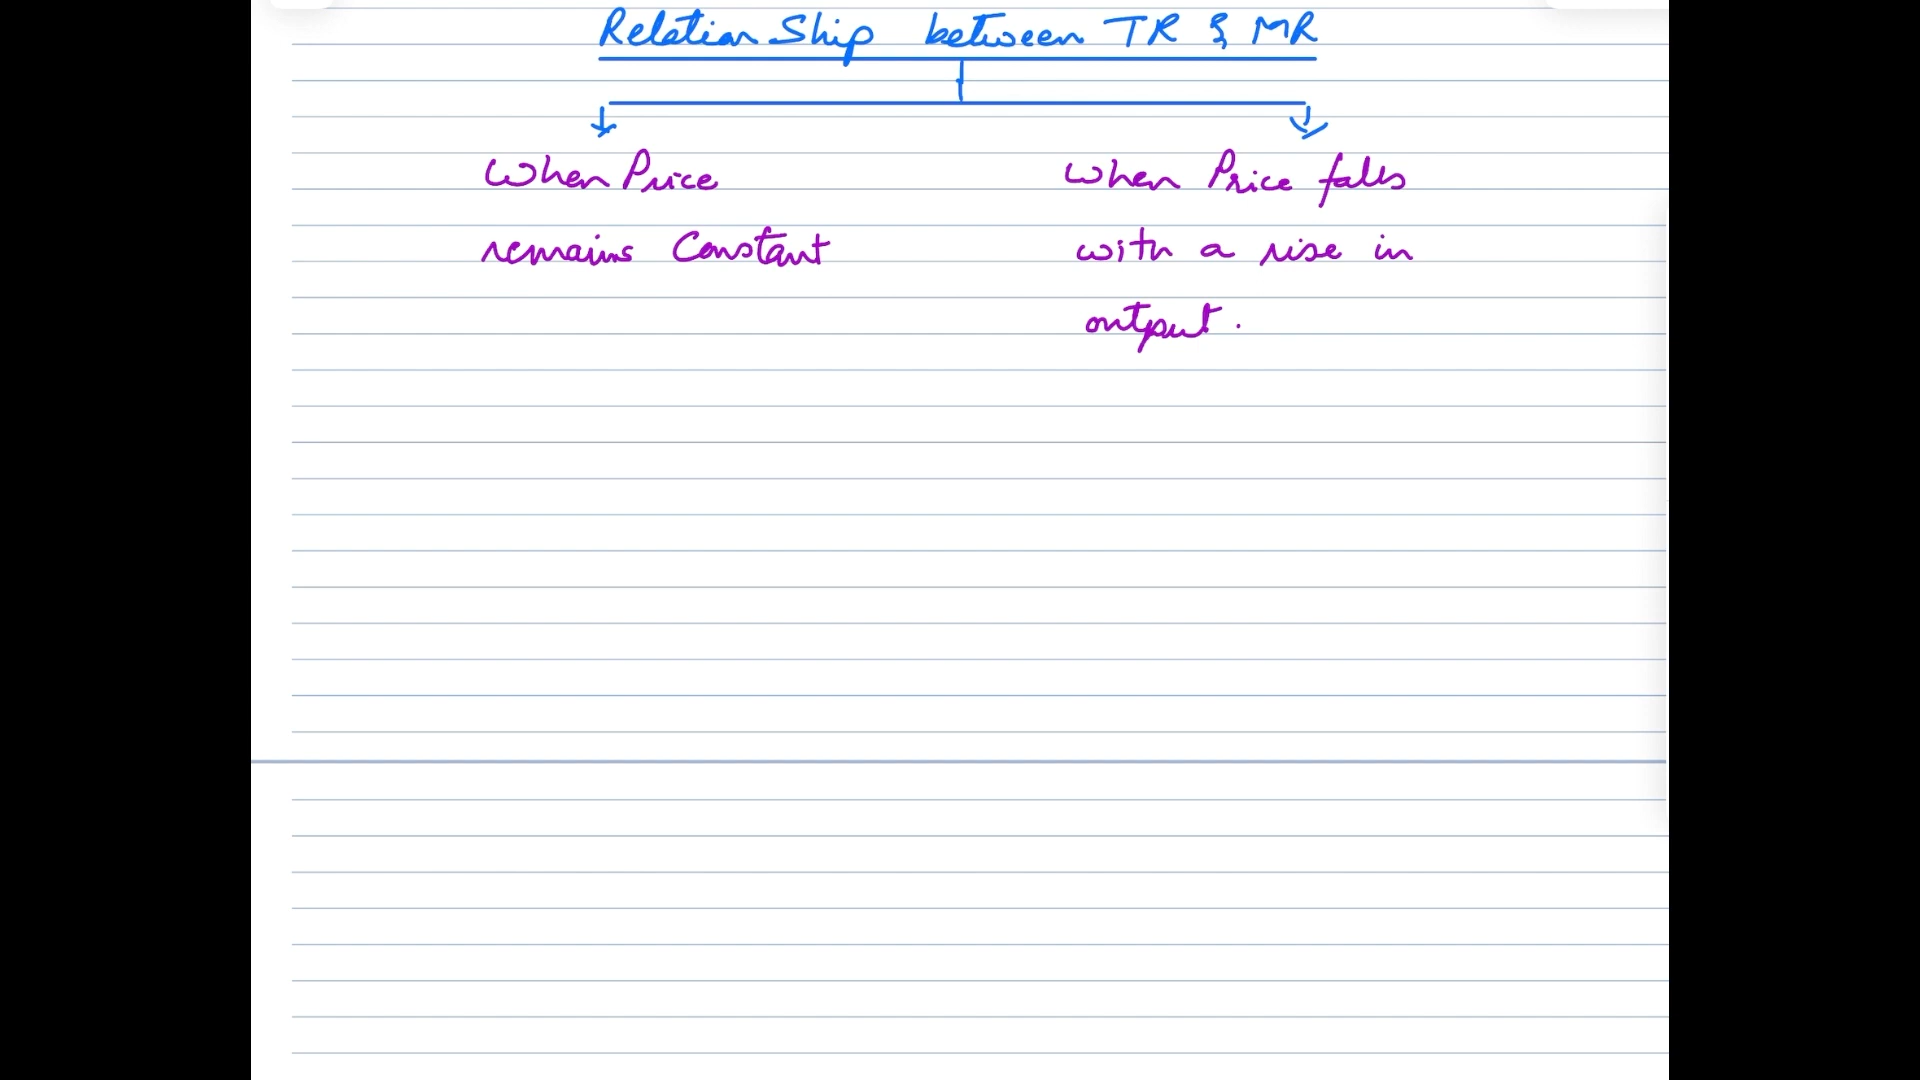 Relation Ship between TR & MR
When Price
remains Constant
when Price falls
with a rise in
output.